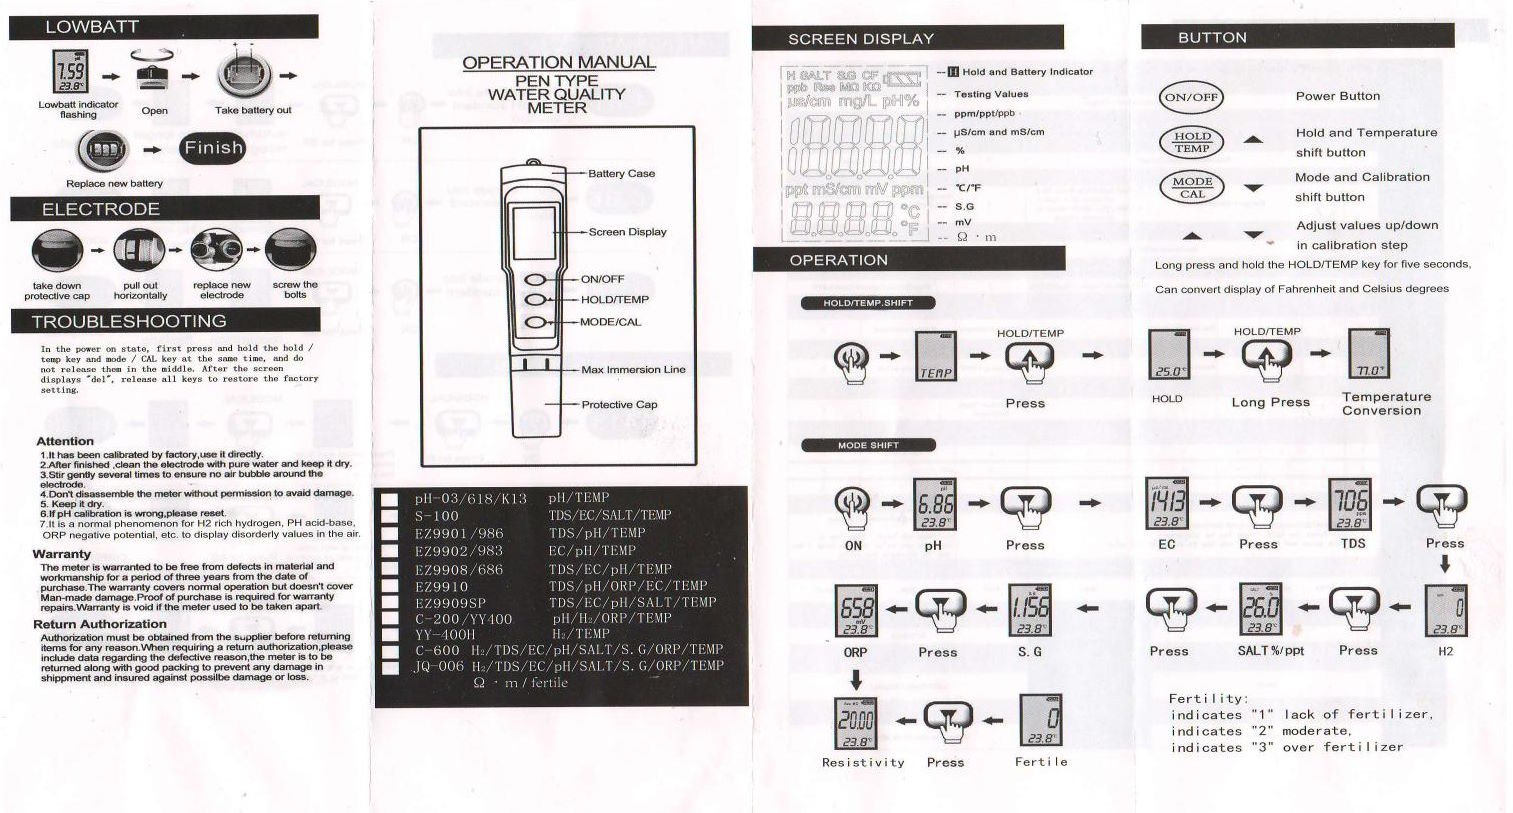 LOWBATT
7.59
23.8°
Lowbatt indicator
flashing
Open
Take battery out
Replace new battery
Finish
ELECTRODE
take down
protective cap
pull out
horizontally
replace new
electrode
screw the
bolts
TROUBLESHOOTING
In the power on state, first press and hold the hold /
temp key and mode / CAL key at the same time, and do
not release them in the middle. After the screen
displays "del", release all keys to restore the factory
setting.
Attention
1.It has been calibrated by factory,use it directly.
2.After finished ,clean the electrode with pure water and keep it dry.
3.Stir gently several times to ensure no air bubble around the
electrode.
4.Don't disassemble the meter without permission to avaid damage.
5. Keep it dry.
6.If pH calibration is wrong,please reset.
7.It is a normal phenomenon for H2 rich hydrogen, PH acid-base,
ORP negative potential, etc. to display disorderly values in the air.
Warranty
The meter is warranted to be free from defects in material and
workmanship for a period of three years from the date of
purchase.The warranty covers normal operation but doesn't cover
Man-made damage.Proof of purchase is required for warranty
repairs.Warranty is void if the meter used to be taken apart.
Return Authorization
Authorization must be obtained from the supplier before returning
items for any reason.When requiring a return authorization,please
include data regarding the defective reason,the meter is to be
returned along with good packing to prevent any damage in
shippment and insured against possilbe damage or loss.
OPERATION MANUAL
PEN TYPE
WATER QUALITY
METER
Battery Case
Screen Display
ON/OFF
HOLD/TEMP
MODE/CAL
Max Immersion Line
Protective Cap
pH-03/618/K13 pH/TEMP
S-100 TDS/EC/SALT/TEMP
EZ9901/986 TDS/pH/TEMP
EZ9902/983 EC/pH/TEMP
EZ9908/686 TDS/EC/pH/TEMP
EZ9910 TDS/pH/ORP/EC/TEMP
EZ9909SP TDS/EC/pH/SALT/TEMP
C-200/YY400 pH/H₂/ORP/TEMP
YY-400H H₂/TEMP
C-600 H₂/TDS/EC/pH/SALT/S.G/ORP/TEMP
JQ-006 H₂/TDS/EC/pH/SALT/S.G/ORP/TEMP
Ω · m / fertile
SCREEN DISPLAY
H SALT S.G CF
ppb Res MΩ KΩ
µs/cm mg/L pH%
ppt mS/cm mV ppm
°C
°F
-- H Hold and Battery Indicator
-- Testing Values
-- ppm/ppt/ppb
-- µS/cm and mS/cm
-- %
-- pH
-- ℃/℉
-- S.G
-- mV
-- Ω · m
OPERATION
HOLD/TEMP.SHIFT
TEMP
HOLD/TEMP
Press
MODE SHIFT
ON
6.86
23.8°
pH
Press
658
mV
23.8°
ORP
Press
1.156
23.8°
S.G
20.00
23.8°
Resistivity
Press
0
23.8°
Fertile
BUTTON
ON/OFF
Power Button
HOLD
TEMP
Hold and Temperature
shift button
MODE
CAL
Mode and Calibration
shift button
Adjust values up/down
in calibration step
Long press and hold the HOLD/TEMP key for five seconds,
Can convert display of Fahrenheit and Celsius degrees
25.0°
HOLD
HOLD/TEMP
Long Press
77.0°
Temperature
Conversion
1413
23.8°
EC
Press
706
ppm
23.8°
TDS
Press
Press
26.0
23.8°
SALT %/ppt
Press
0
23.8°
H2
Fertility:
indicates "1" lack of fertilizer,
indicates "2" moderate,
indicates "3" over fertilizer